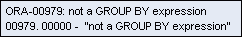 ORA-00979: not a GROUP BY expression
00979. 00000 -  "not a GROUP BY expression"